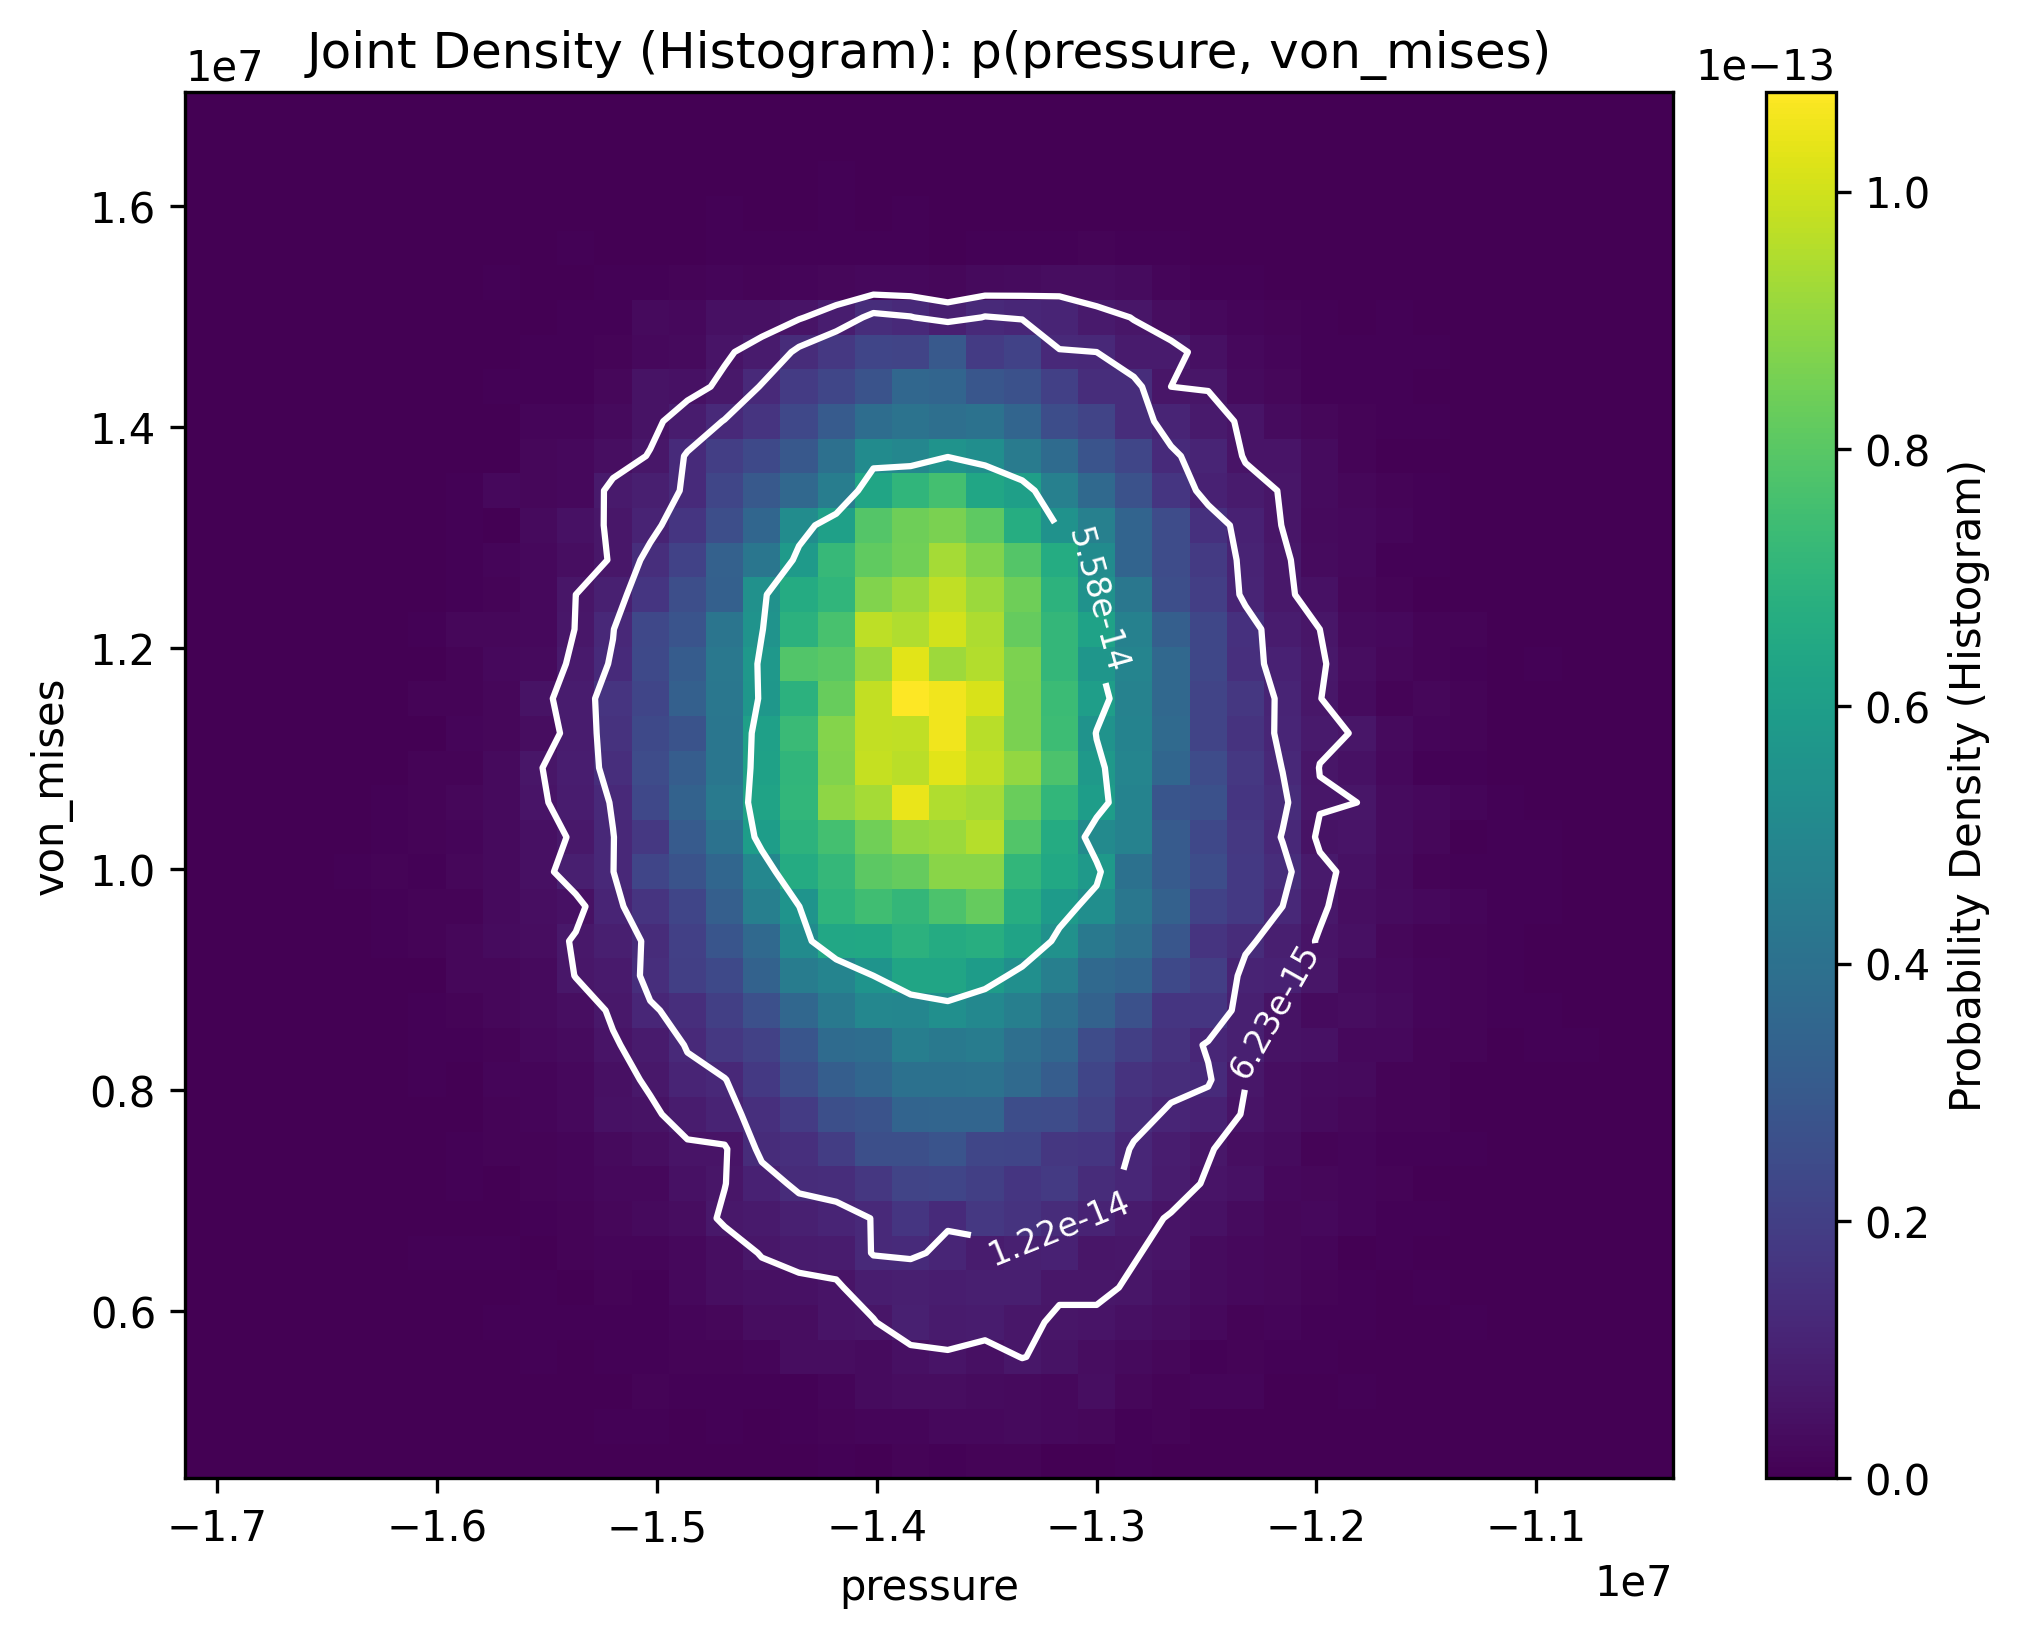 Joint Density (Histogram): p(pressure, von_mises)
1e7
1e−13
1.6
1.4
1.2
1.0
0.8
0.6
von_mises
5.58e-14
6.23e-15
1.22e-14
−1.7
−1.6
−1.5
−1.4
−1.3
−1.2
−1.1
1e7
pressure
1.0
0.8
0.6
0.4
0.2
0.0
Probability Density (Histogram)